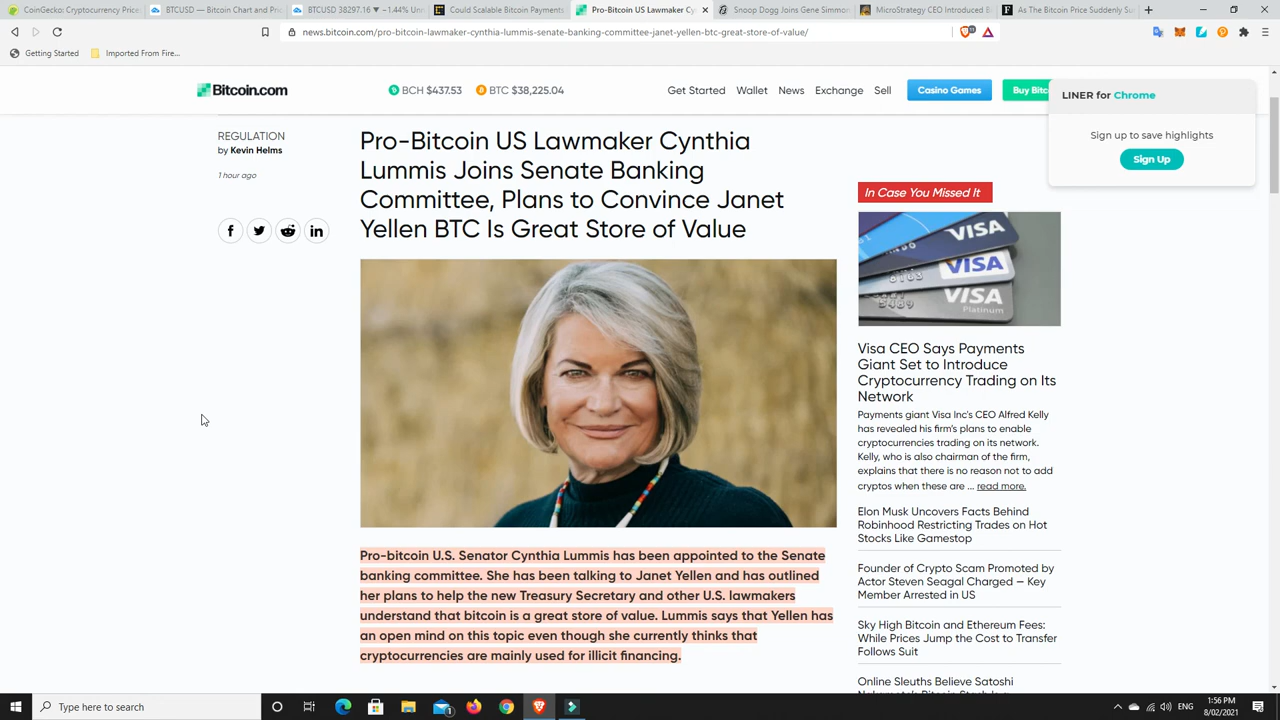 CoinGecko: Cryptocurrency Price
BTCUSD — Bitcoin Chart and Pro
BTCUSD 38297.16 ▼ −1.44% Un
Could Scalable Bitcoin Payments
Pro-Bitcoin US Lawmaker Cy
Snoop Dogg Joins Gene Simmon
MicroStrategy CEO Introduced B
As The Bitcoin Price Suddenly Su
news.bitcoin.com/pro-bitcoin-lawmaker-cynthia-lummis-senate-banking-committee-janet-yellen-btc-great-store-of-value/
Getting Started
Imported From Fire...
Bitcoin.com
BCH $437.53
BTC $38,225.04
Get Started
Wallet
News
Exchange
Sell
Casino Games
Buy Bitc
LINER for Chrome
Sign up to save highlights
Sign Up
REGULATION
by Kevin Helms
1 hour ago
Pro-Bitcoin US Lawmaker Cynthia
Lummis Joins Senate Banking
Committee, Plans to Convince Janet
Yellen BTC Is Great Store of Value
Pro-bitcoin U.S. Senator Cynthia Lummis has been appointed to the Senate
banking committee. She has been talking to Janet Yellen and has outlined
her plans to help the new Treasury Secretary and other U.S. lawmakers
understand that bitcoin is a great store of value. Lummis says that Yellen has
an open mind on this topic even though she currently thinks that
cryptocurrencies are mainly used for illicit financing.
In Case You Missed It
VISA
VISA
VISA
Platinum
Visa CEO Says Payments
Giant Set to Introduce
Cryptocurrency Trading on Its
Network
Payments giant Visa Inc's CEO Alfred Kelly
has revealed his firm's plans to enable
cryptocurrencies trading on its network.
Kelly, who is also chairman of the firm,
explains that there is no reason not to add
cryptos when these are ... read more.
Elon Musk Uncovers Facts Behind
Robinhood Restricting Trades on Hot
Stocks Like Gamestop
Founder of Crypto Scam Promoted by
Actor Steven Seagal Charged — Key
Member Arrested in US
Sky High Bitcoin and Ethereum Fees:
While Prices Jump the Cost to Transfer
Follows Suit
Online Sleuths Believe Satoshi
Type here to search
ENG
1:56 PM
8/02/2021